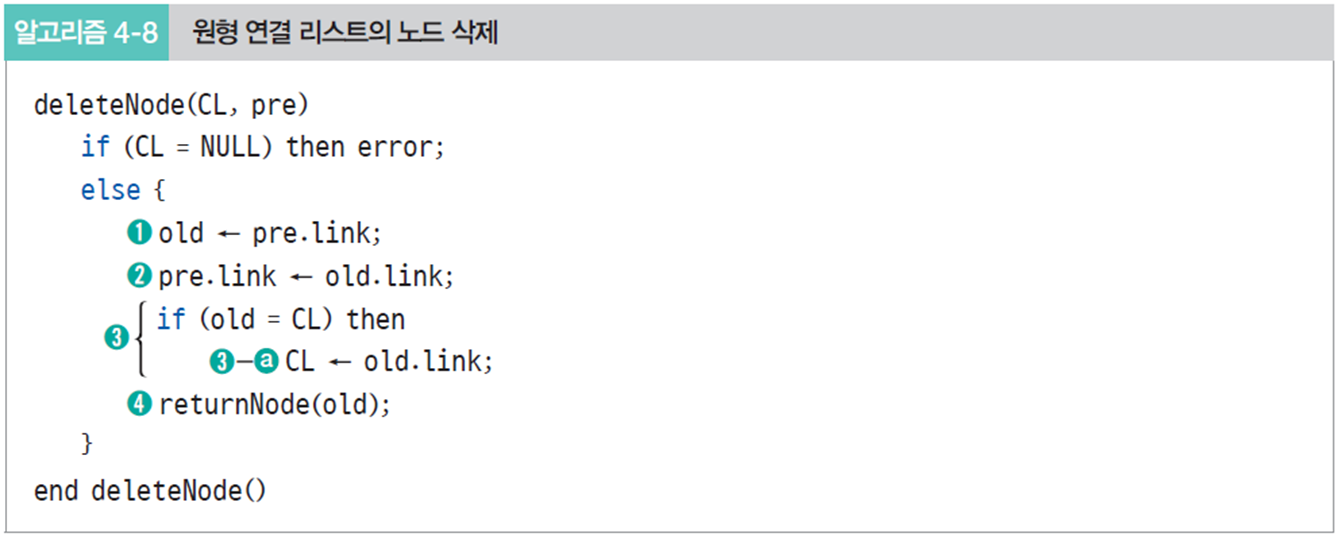 알고리즘 4-8 원형 연결 리스트의 노드 삭제
deleteNode(CL, pre)
if (CL = NULL) then error;
else {
❶ old ← pre.link;
❷ pre.link ← old.link;
❸ if (old = CL) then
❸-ⓐ CL ← old.link;
❹ returnNode(old);
}
end deleteNode()